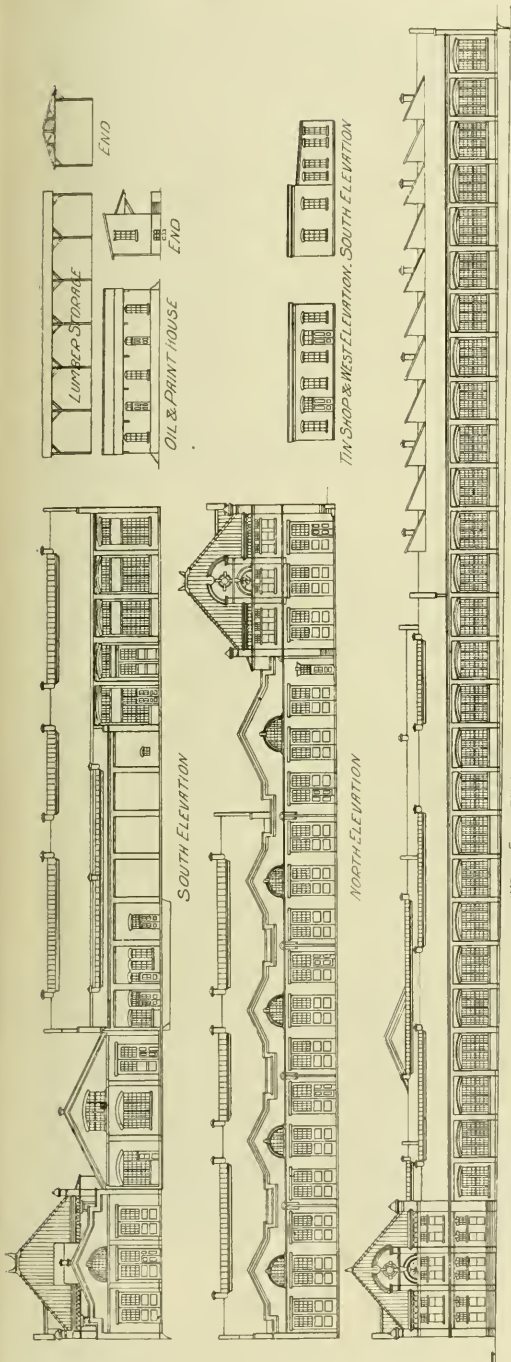 LUMBER STORAGE
END
OIL & PAINT HOUSE
END
TIN SHOP & WEST ELEVATION. SOUTH ELEVATION
SOUTH ELEVATION
NORTH ELEVATION